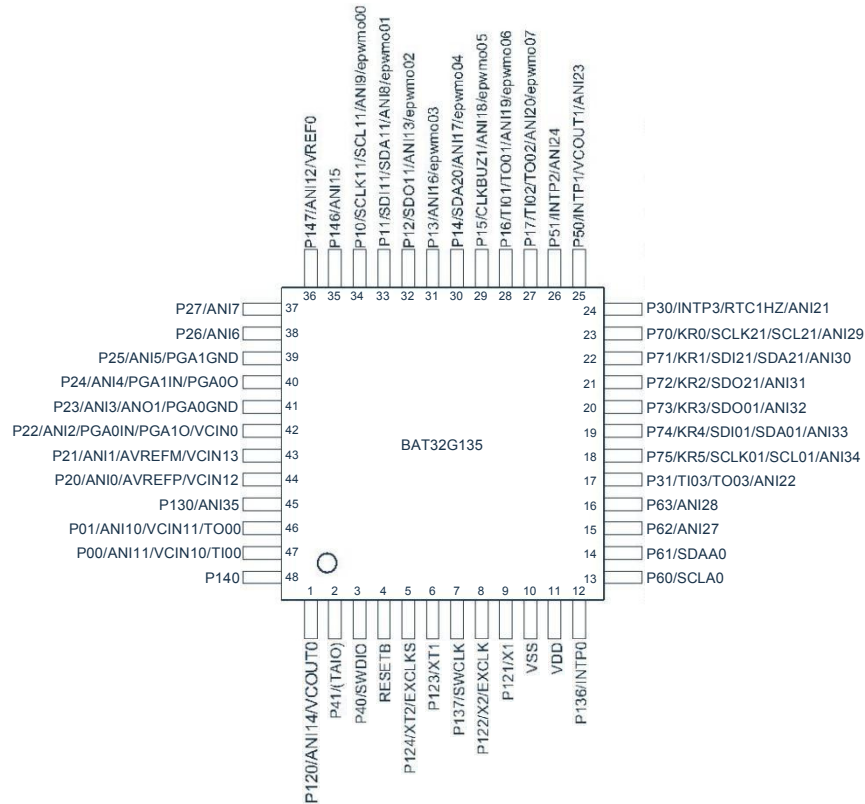 P147/ANI12/VREF0
P146/ANI15
P10/SCLK11/SCL11/ANI9/epwmo00
P11/SDI11/SDA11/ANI8/epwmo01
P12/SDO11/ANI13/epwmo02
P13/ANI16/epwmo03
P14/SDA20/ANI17/epwmo04
P15/CLKBUZ1/ANI18/epwmo05
P16/TI01/TO01/ANI19/epwmo06
P17/TI02/TO02/ANI20/epwmo07
P51/INTP2/ANI24
P50/INTP1/VCOUT1/ANI23
36 35 34 33 32 31 30 29 28 27 26 25
P27/ANI7 37
P26/ANI6 38
P25/ANI5/PGA1GND 39
P24/ANI4/PGA1IN/PGA0O 40
P23/ANI3/ANO1/PGA0GND 41
P22/ANI2/PGA0IN/PGA1O/VCIN0 42
P21/ANI1/AVREFM/VCIN13 43
P20/ANI0/AVREFP/VCIN12 44
P130/ANI35 45
P01/ANI10/VCIN11/TO00 46
P00/ANI11/VCIN10/TI00 47
P140 48
BAT32G135
24 P30/INTP3/RTC1HZ/ANI21
23 P70/KR0/SCLK21/SCL21/ANI29
22 P71/KR1/SDI21/SDA21/ANI30
21 P72/KR2/SDO21/ANI31
20 P73/KR3/SDO01/ANI32
19 P74/KR4/SDI01/SDA01/ANI33
18 P75/KR5/SCLK01/SCL01/ANI34
17 P31/TI03/TO03/ANI22
16 P63/ANI28
15 P62/ANI27
14 P61/SDAA0
13 P60/SCLA0
1 2 3 4 5 6 7 8 9 10 11 12
P120/ANI14/VCOUT0
P41/(TAIO)
P40/SWDIO
RESETB
P124/XT2/EXCLKS
P123/XT1
P137/SWCLK
P122/X2/EXCLK
P121/X1
VSS
VDD
P136/INTP0